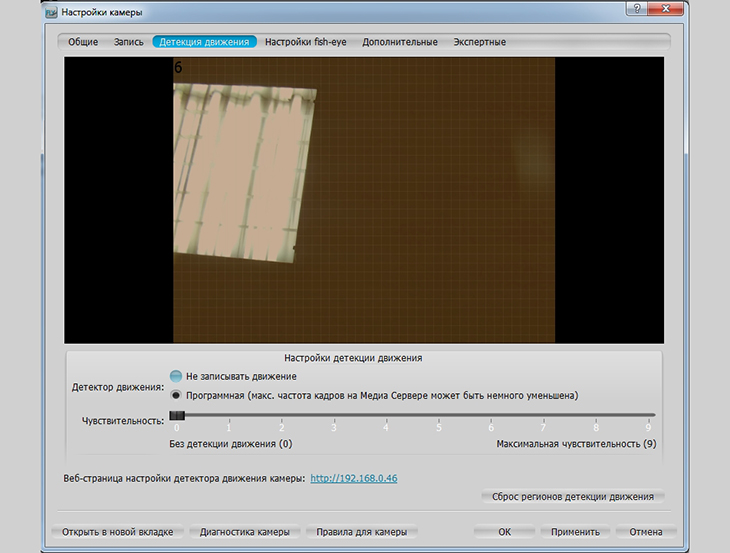 Настройки камеры
Общие Запись Детекция движения Настройки fish-eye Дополнительные Экспертные
6
Настройки детекции движения
Детектор движения:
Не записывать движение
Программная (макс. частота кадров на Медиа Сервере может быть немного уменьшена)
Чувствительность:
0 1 2 3 4 5 6 7 8 9
Без детекции движения (0) Максимальная чувствительность (9)
Веб-страница настройки детектора движения камеры: http://192.168.0.46
Сброс регионов детекции движения
Открыть в новой вкладке Диагностика камеры Правила для камеры ОК Применить Отмена